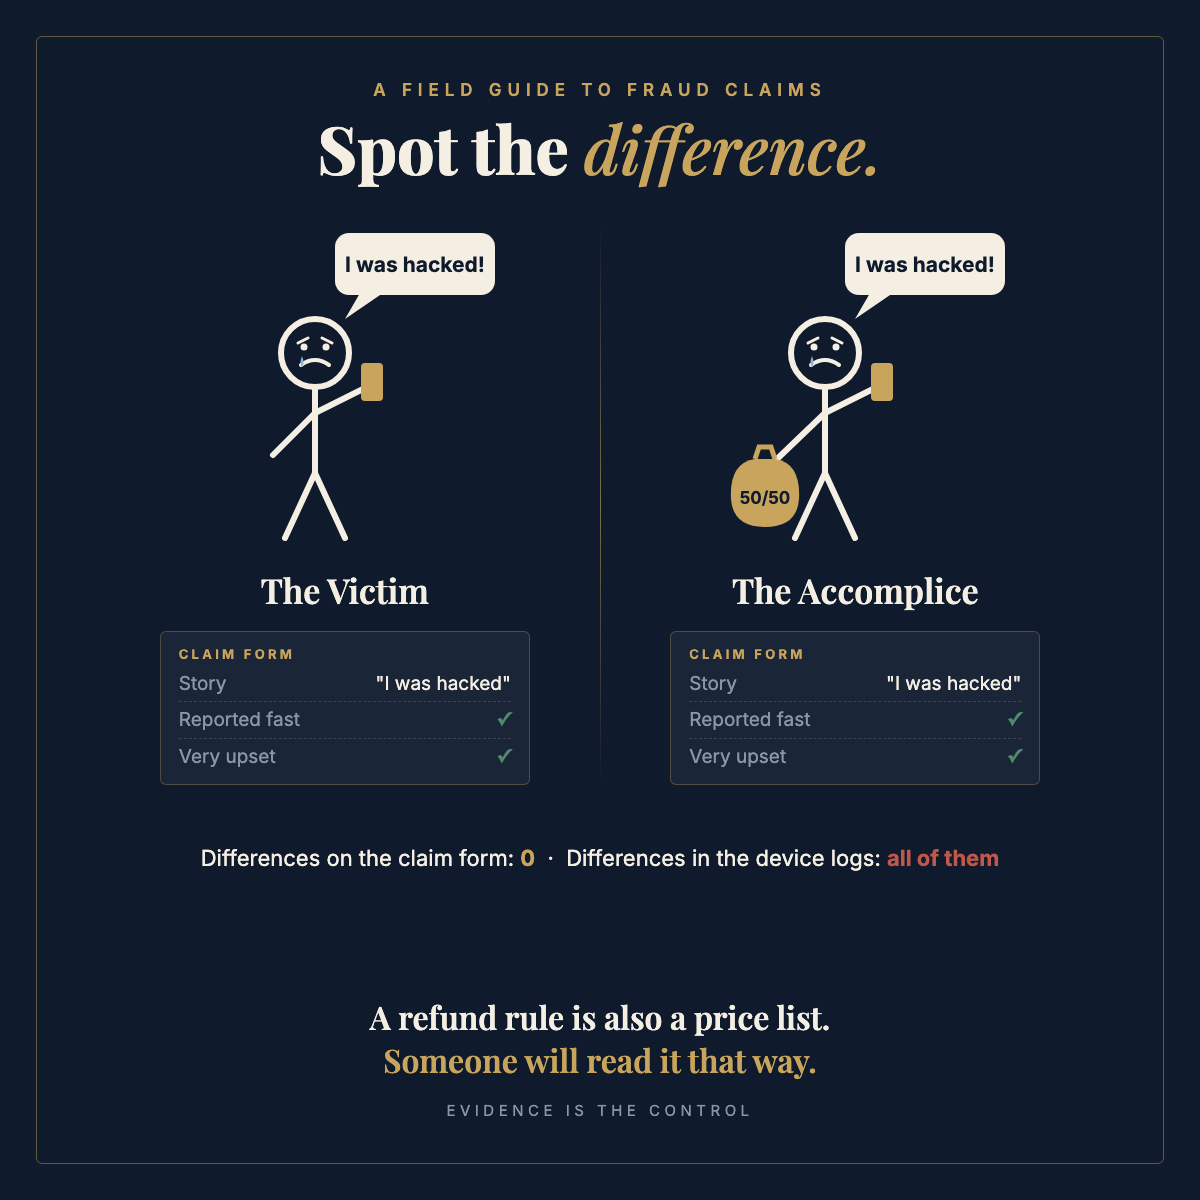 A FIELD GUIDE TO FRAUD CLAIMS
Spot the difference.
I was hacked!
I was hacked!
50/50
The Victim
The Accomplice
CLAIM FORM
Story "I was hacked"
Reported fast ✓
Very upset ✓
CLAIM FORM
Story "I was hacked"
Reported fast ✓
Very upset ✓
Differences on the claim form: 0 · Differences in the device logs: all of them
A refund rule is also a price list.
Someone will read it that way.
EVIDENCE IS THE CONTROL